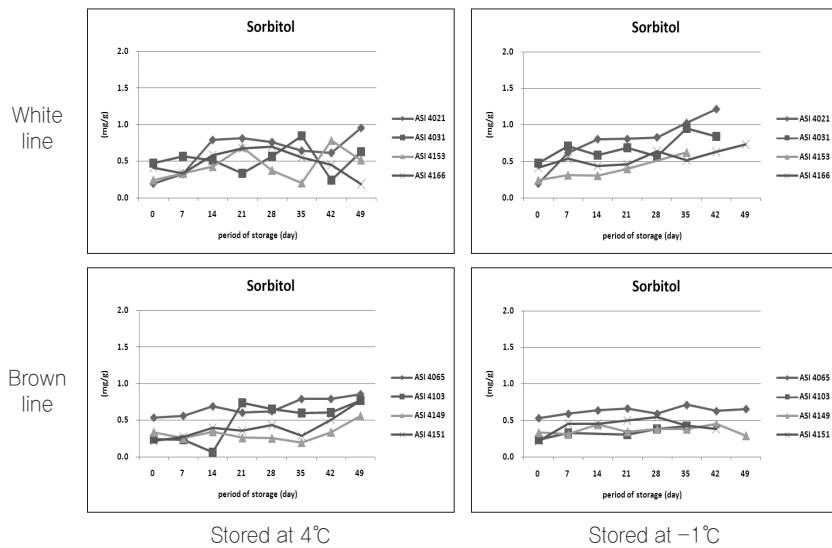 Sorbitol
2.0
1.5
1.0
0.5
0.0
(mg/g)
0 7 14 21 28 35 42 49
period of storage (day)
ASI 4021
ASI 4031
ASI 4153
ASI 4166
Sorbitol
2.0
1.5
1.0
0.5
0.0
(mg/g)
0 7 14 21 28 35 42 49
period of storage (day)
ASI 4021
ASI 4031
ASI 4153
ASI 4166
White
line
Sorbitol
2.0
1.5
1.0
0.5
0.0
(mg/g)
0 7 14 21 28 35 42 49
period of storage (day)
ASI 4065
ASI 4103
ASI 4149
ASI 4151
Sorbitol
2.0
1.5
1.0
0.5
0.0
(mg/g)
0 7 14 21 28 35 42 49
period of storage (day)
ASI 4065
ASI 4103
ASI 4149
ASI 4151
Brown
line
Stored at 4℃
Stored at −1℃